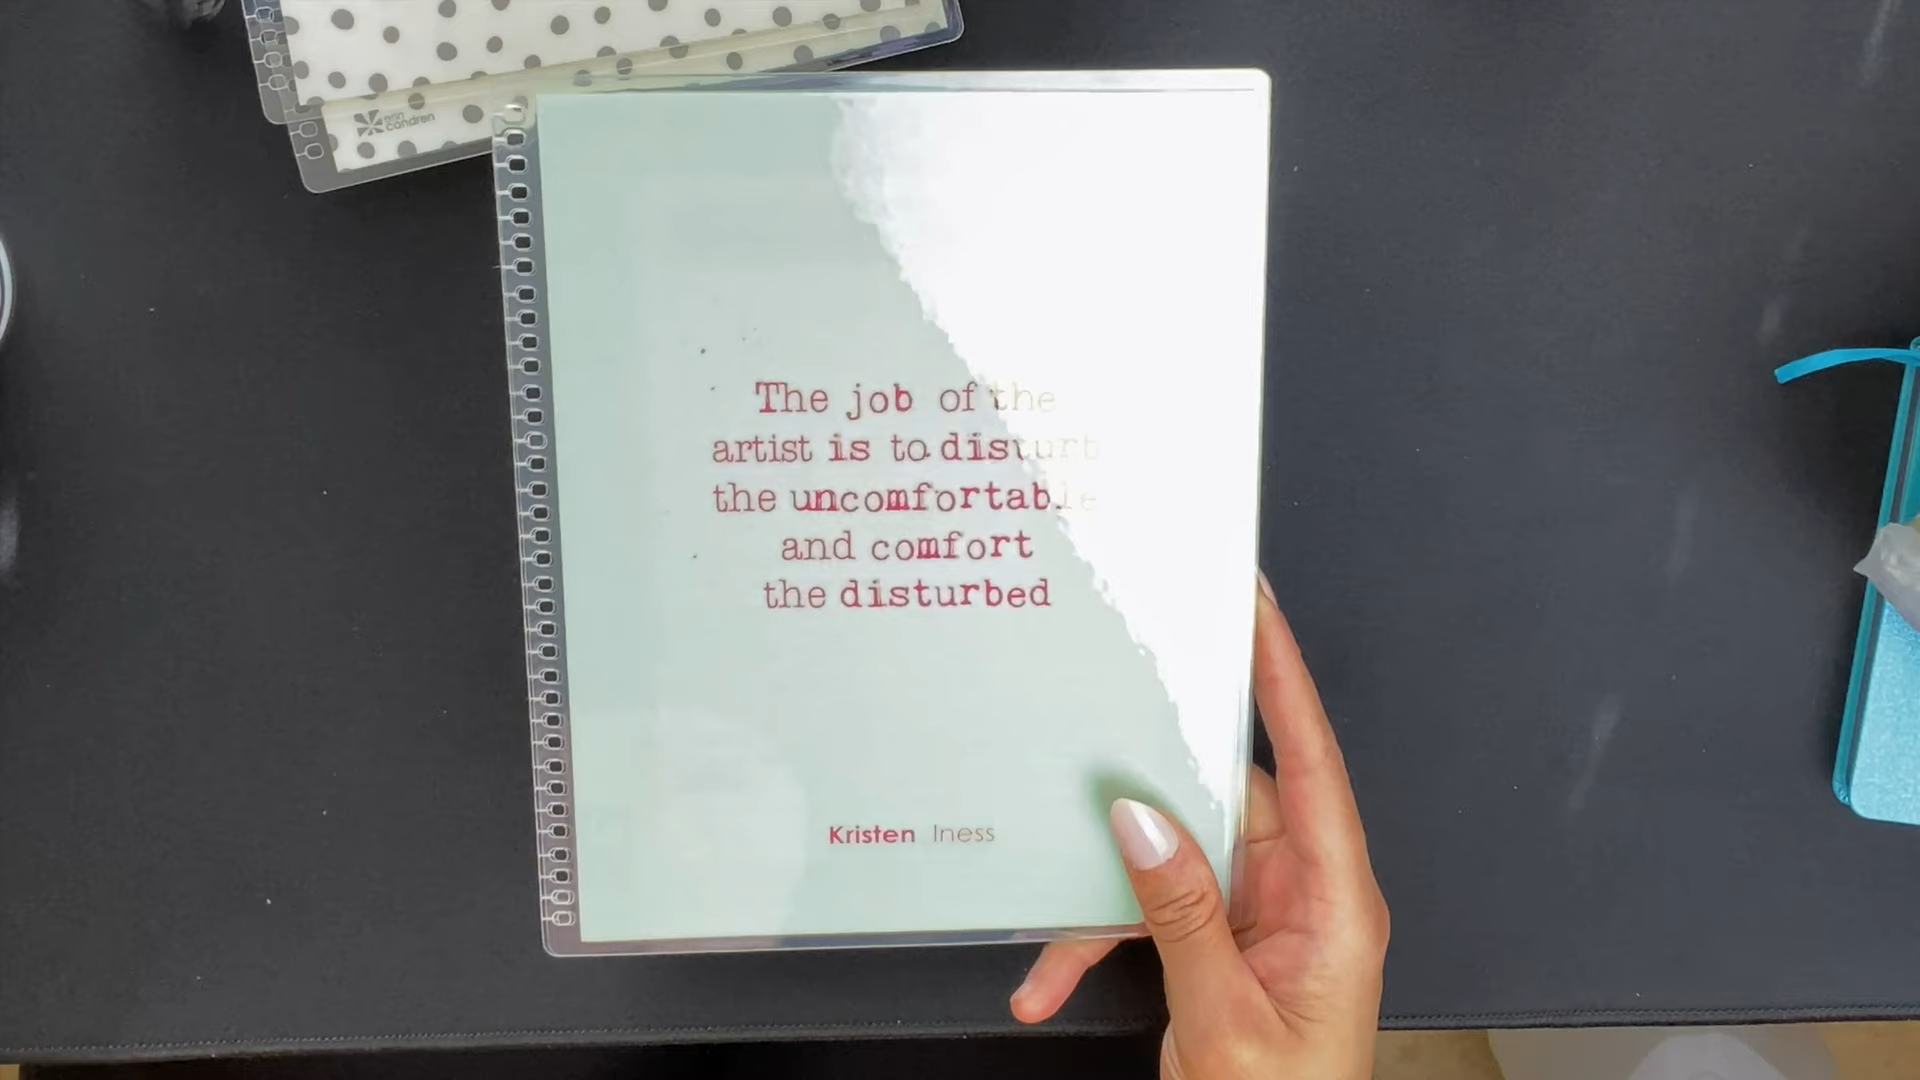 erin
condren
The job of the
artist is to disturb
the uncomfortable
and comfort
the disturbed
Kristen Iness